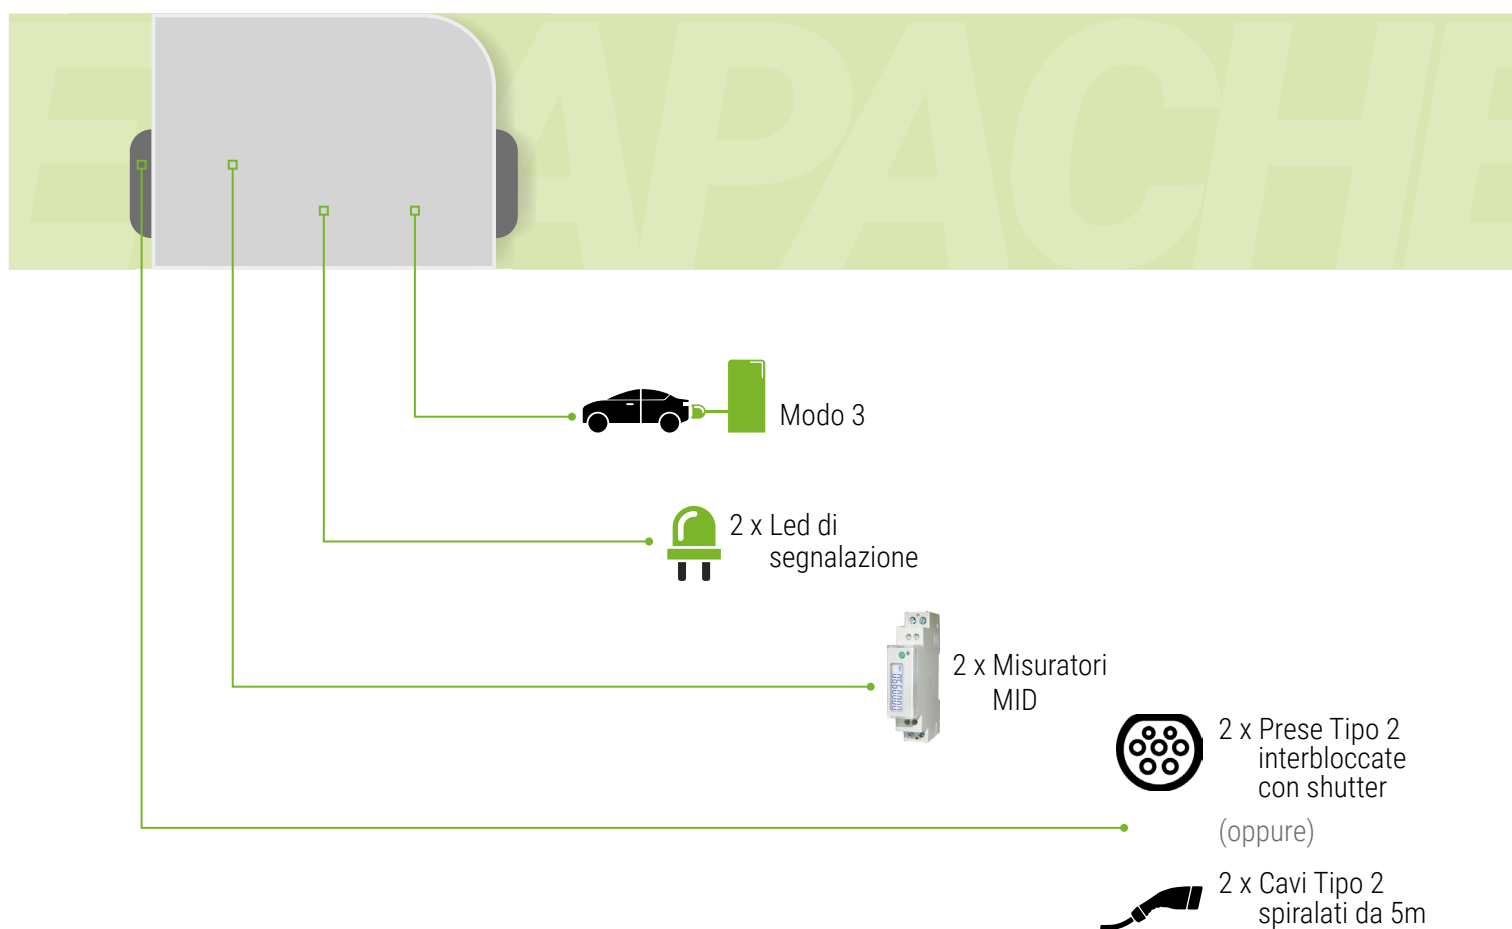 APACHE
Modo 3
2 x Led di
segnalazione
2 x Misuratori
MID
2 x Prese Tipo 2
interbloccate
con shutter
(oppure)
2 x Cavi Tipo 2
spiralati da 5m